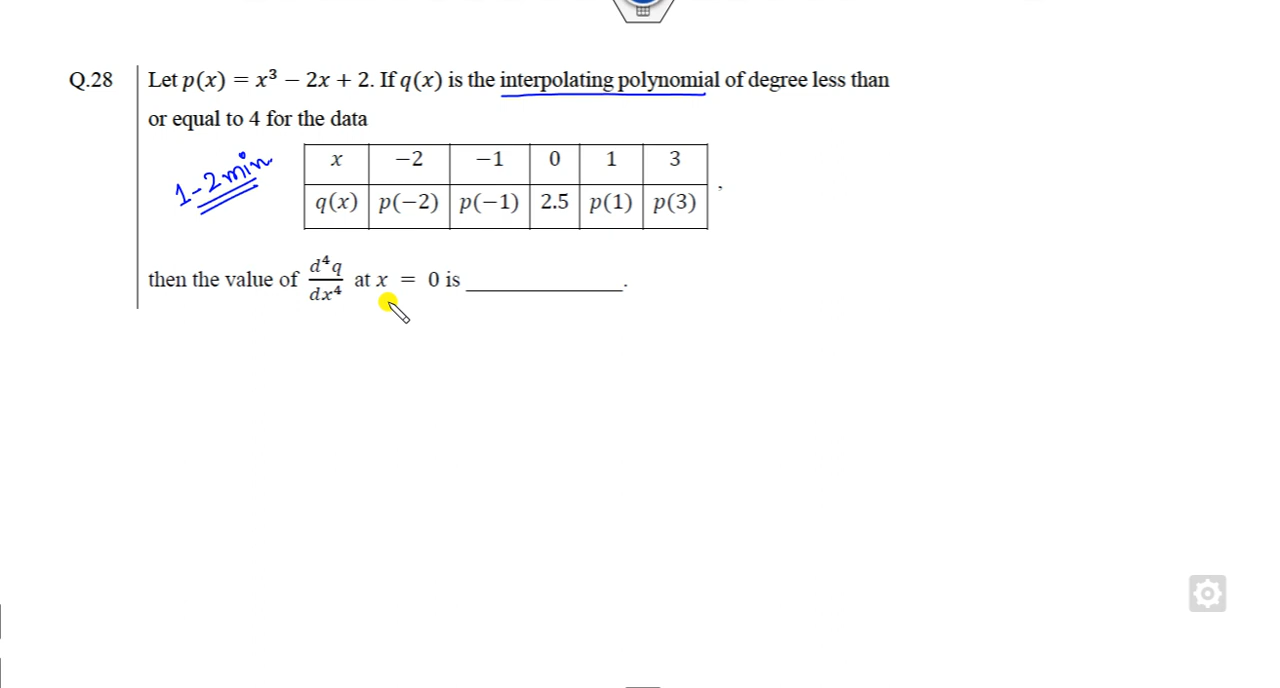 Q.28 Let p(x) = x³ − 2x + 2. If q(x) is the interpolating polynomial of degree less than
or equal to 4 for the data
1-2 min
x −2 −1 0 1 3
q(x) p(−2) p(−1) 2.5 p(1) p(3) ,
then the value of d⁴q/dx⁴ at x = 0 is ____________.